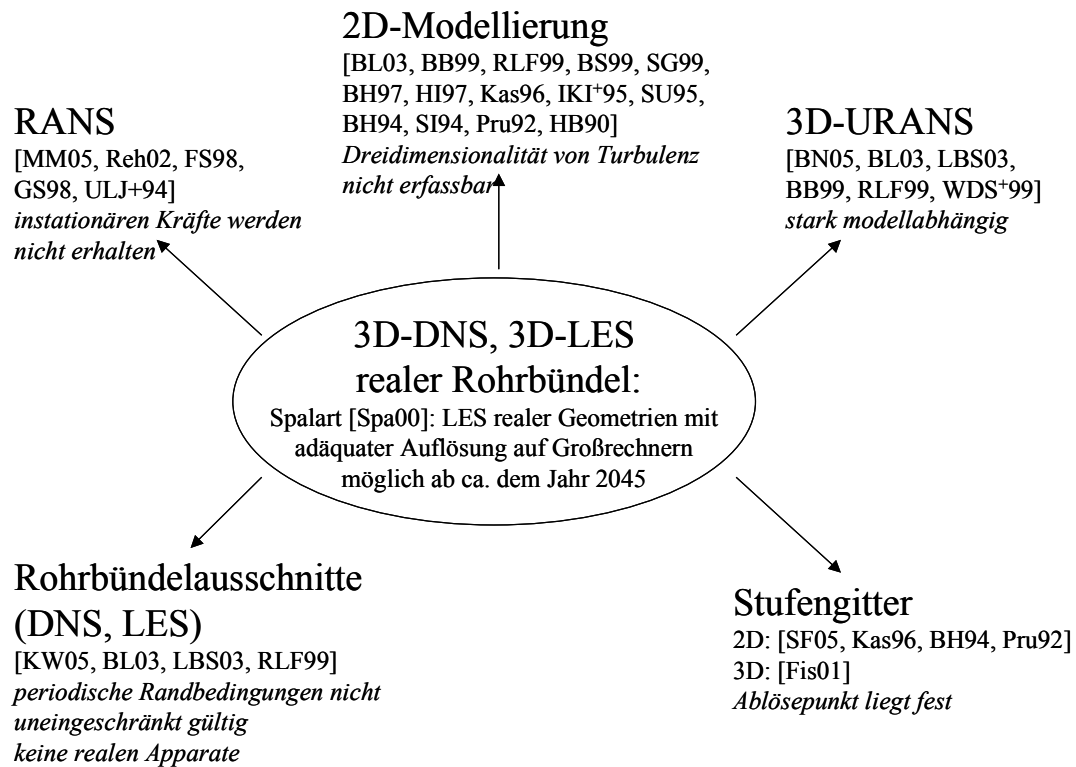 2D-Modellierung
[BL03, BB99, RLF99, BS99, SG99,
BH97, HI97, Kas96, IKI⁺95, SU95,
BH94, SI94, Pru92, HB90]
Dreidimensionalität von Turbulenz
nicht erfassbar
RANS
[MM05, Reh02, FS98,
GS98, ULJ+94]
instationären Kräfte werden
nicht erhalten
3D-URANS
[BN05, BL03, LBS03,
BB99, RLF99, WDS⁺99]
stark modellabhängig
3D-DNS, 3D-LES
realer Rohrbündel:
Spalart [Spa00]: LES realer Geometrien mit
adäquater Auflösung auf Großrechnern
möglich ab ca. dem Jahr 2045
Rohrbündelausschnitte
(DNS, LES)
[KW05, BL03, LBS03, RLF99]
periodische Randbedingungen nicht
uneingeschränkt gültig
keine realen Apparate
Stufengitter
2D: [SF05, Kas96, BH94, Pru92]
3D: [Fis01]
Ablösepunkt liegt fest